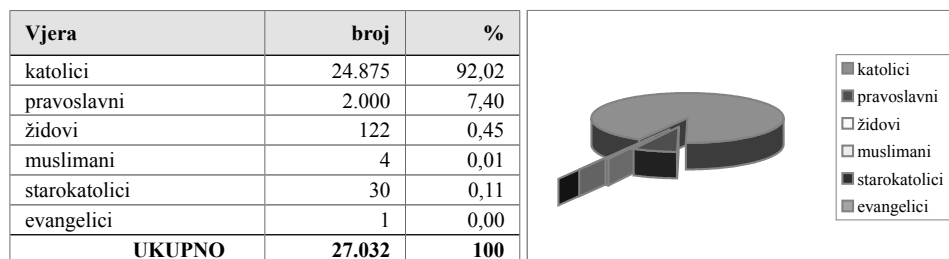 Vjera broj %
katolici 24.875 92,02
pravoslavni 2.000 7,40
židovi 122 0,45
muslimani 4 0,01
starokatolici 30 0,11
evangelici 1 0,00
UKUPNO 27.032 100
katolici
pravoslavni
židovi
muslimani
starokatolici
evangelici